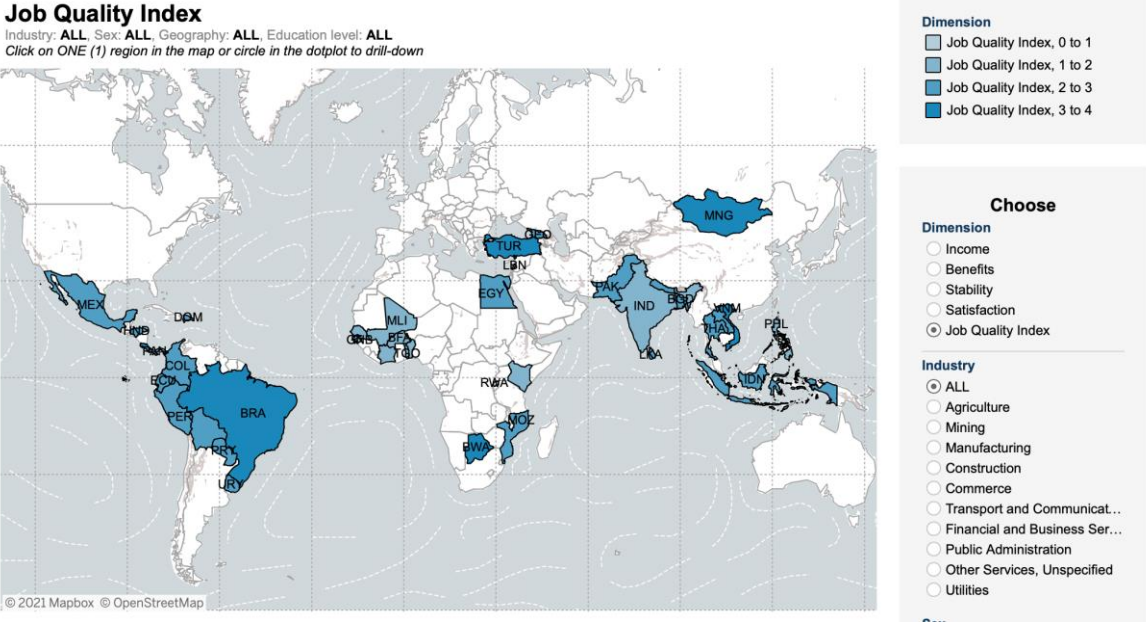 Job Quality Index
Industry: ALL, Sex: ALL, Geography: ALL, Education level: ALL
Click on ONE (1) region in the map or circle in the dotplot to drill-down
MNG
GEO
TUR
LBN
EGY
PAK
IND
BGD
VNM
THA
PHL
LKA
IDN
MEX
DOM
HND
PAN
COL
ECU
PER
BRA
PRY
URY
MLI
GNB
BFA
TGO
RWA
MOZ
BWA
© 2021 Mapbox © OpenStreetMap
Dimension
Job Quality Index, 0 to 1
Job Quality Index, 1 to 2
Job Quality Index, 2 to 3
Job Quality Index, 3 to 4
Choose
Dimension
Income
Benefits
Stability
Satisfaction
Job Quality Index
Industry
ALL
Agriculture
Mining
Manufacturing
Construction
Commerce
Transport and Communicat...
Financial and Business Ser...
Public Administration
Other Services, Unspecified
Utilities